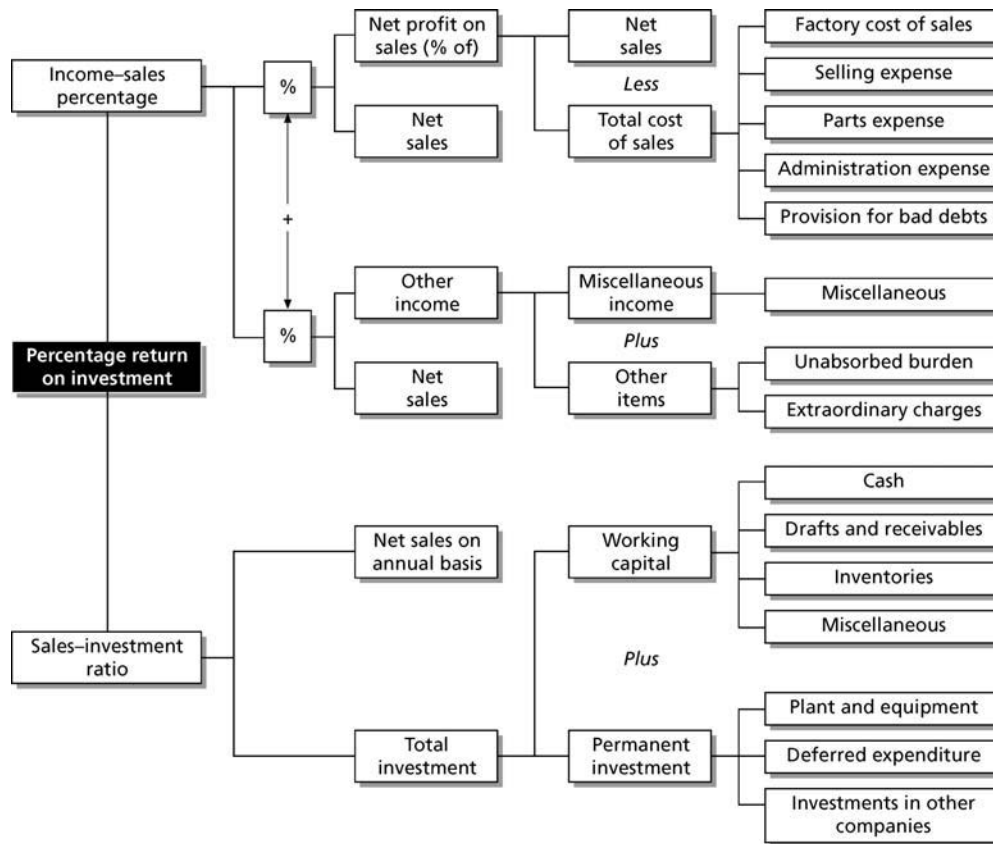 Income–sales
percentage
%
Net profit on
sales (% of)
Net
sales
Net
sales
Less
Total cost
of sales
Factory cost of sales
Selling expense
Parts expense
Administration expense
Provision for bad debts
+
%
Other
income
Net
sales
Miscellaneous
income
Plus
Other
items
Miscellaneous
Unabsorbed burden
Extraordinary charges
Percentage return
on investment
Sales–investment
ratio
Net sales on
annual basis
Total
investment
Working
capital
Plus
Permanent
investment
Cash
Drafts and receivables
Inventories
Miscellaneous
Plant and equipment
Deferred expenditure
Investments in other
companies